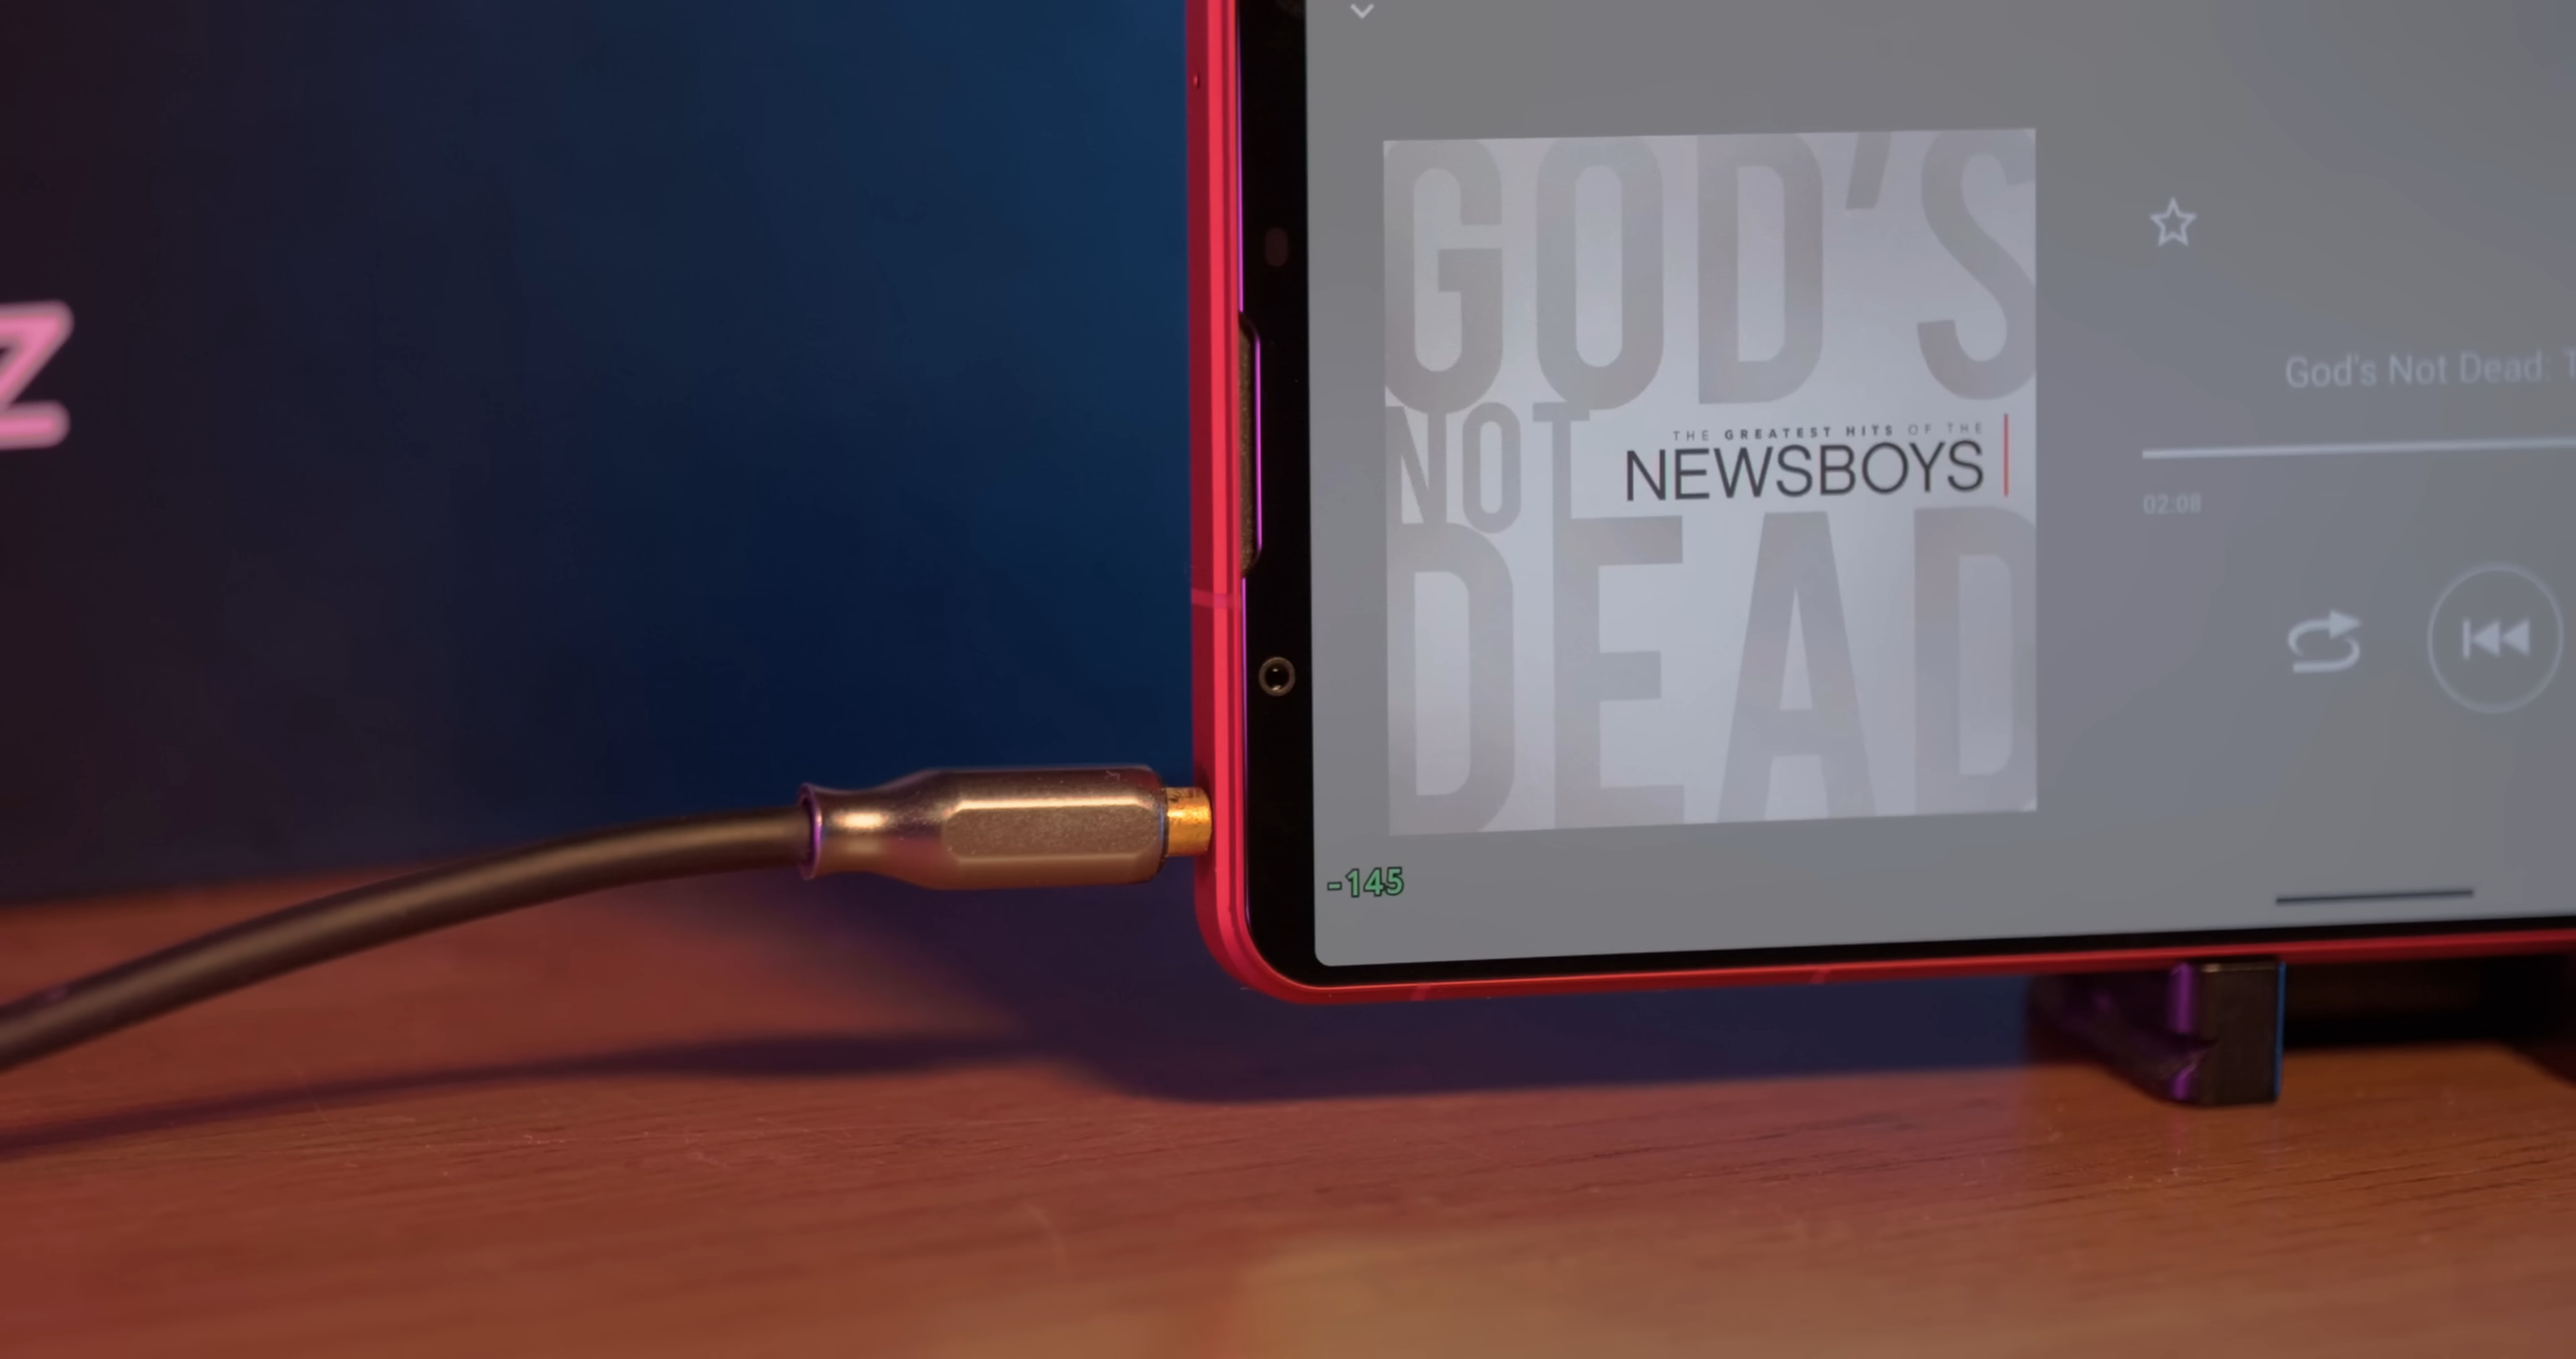 Z
GOD'S
NOT
THE GREATEST HITS OF THE
NEWSBOYS
DEAD
God's Not Dead: T
02:08
-145